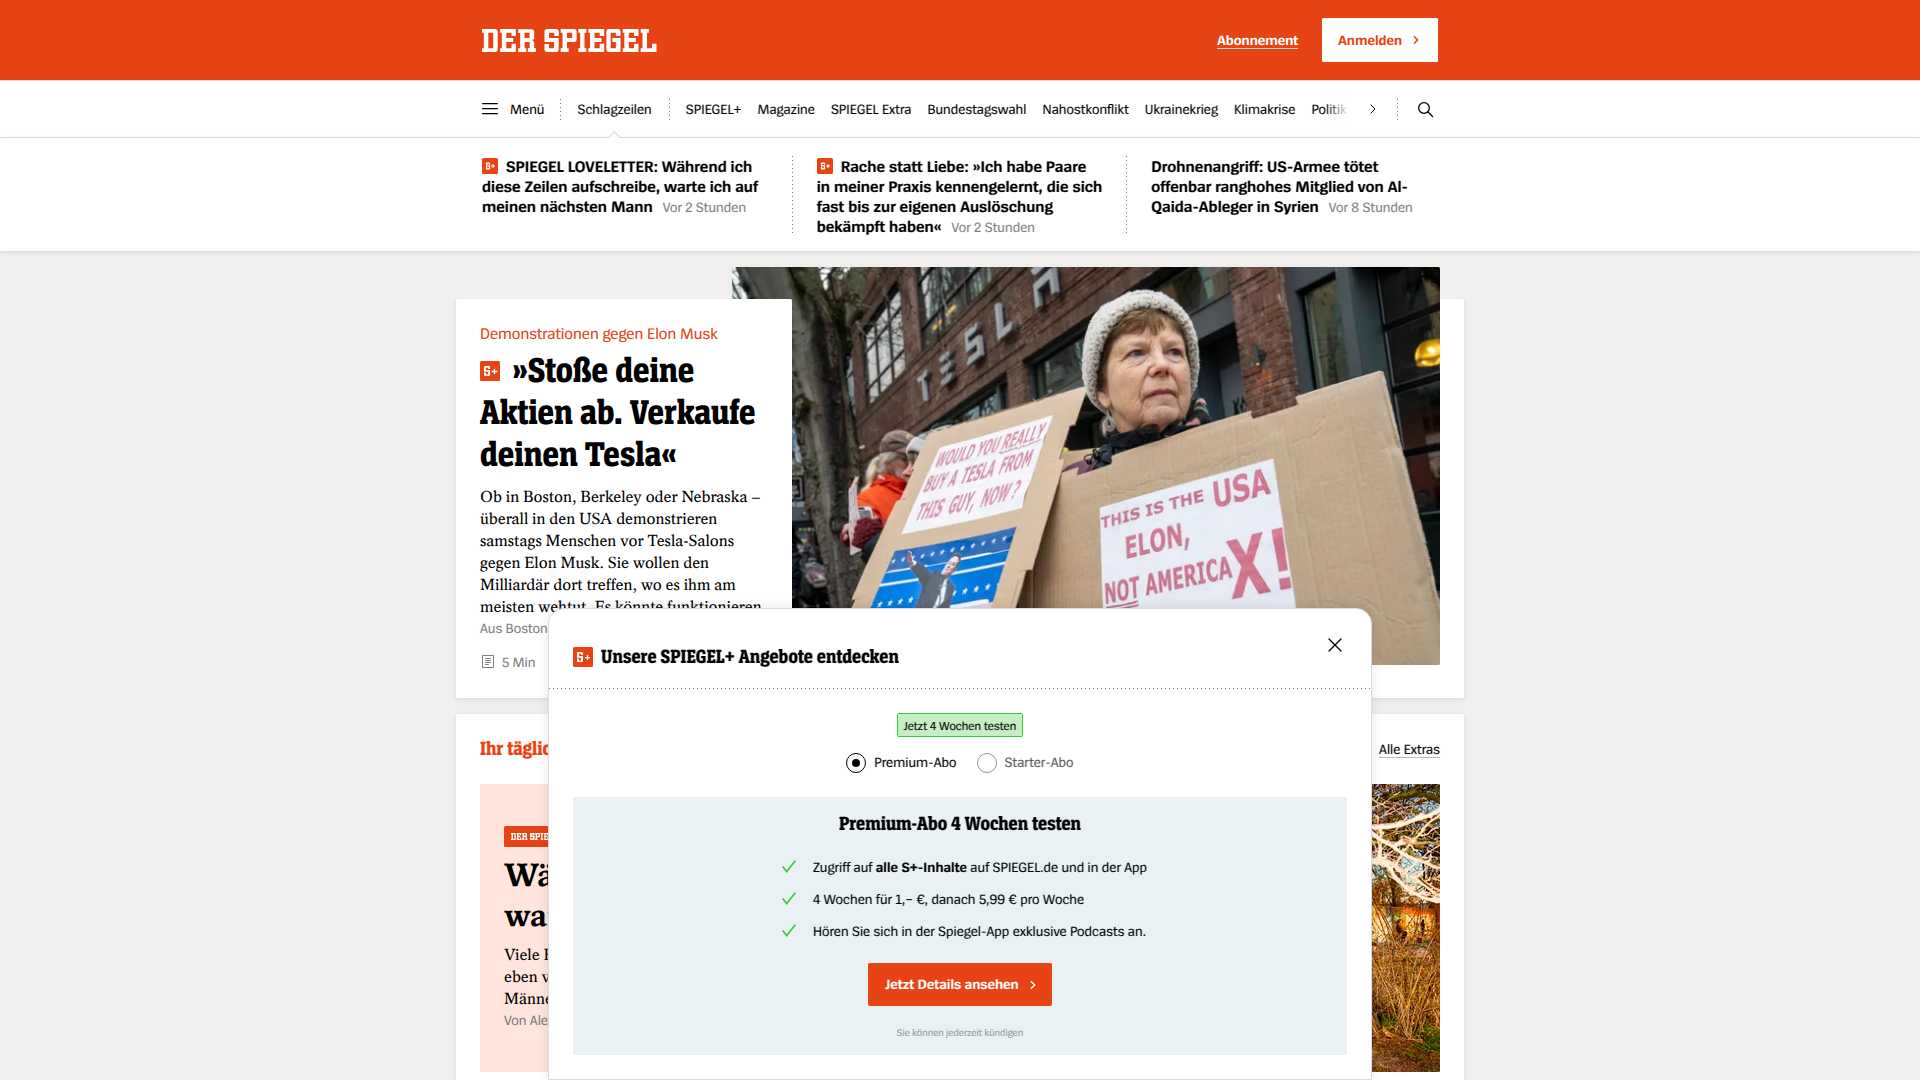 DER SPIEGEL
Abonnement
Anmelden
Menü
Schlagzeilen
SPIEGEL+
Magazine
SPIEGEL Extra
Bundestagswahl
Nahostkonflikt
Ukrainekrieg
Klimakrise
Politik
SPIEGEL LOVELETTER: Während ich
diese Zeilen aufschreibe, warte ich auf
meinen nächsten Mann Vor 2 Stunden
Rache statt Liebe: »Ich habe Paare
in meiner Praxis kennengelernt, die sich
fast bis zur eigenen Auslöschung
bekämpft haben« Vor 2 Stunden
Drohnenangriff: US-Armee tötet
offenbar ranghohes Mitglied von Al-
Qaida-Ableger in Syrien Vor 8 Stunden
Demonstrationen gegen Elon Musk
»Stoße deine
Aktien ab. Verkaufe
deinen Tesla«
Ob in Boston, Berkeley oder Nebraska –
überall in den USA demonstrieren
samstags Menschen vor Tesla-Salons
gegen Elon Musk. Sie wollen den
Milliardär dort treffen, wo es ihm am
meisten wehtut. Es könnte funktionieren
Aus Boston
5 Min
TESLA
WOULD YOU REALLY
BUY A TESLA FROM
THIS GUY, NOW?
THIS IS THE USA
ELON,
NOT AMERICA X!
Unsere SPIEGEL+ Angebote entdecken
Jetzt 4 Wochen testen
Premium-Abo
Starter-Abo
Premium-Abo 4 Wochen testen
Zugriff auf alle S+-Inhalte auf SPIEGEL.de und in der App
4 Wochen für 1,– €, danach 5,99 € pro Woche
Hören Sie sich in der Spiegel-App exklusive Podcasts an.
Jetzt Details ansehen
Sie können jederzeit kündigen
Ihr täglic
Alle Extras
DER SPIE
Wä
wa
Viele
eben v
Männe
Von Ale